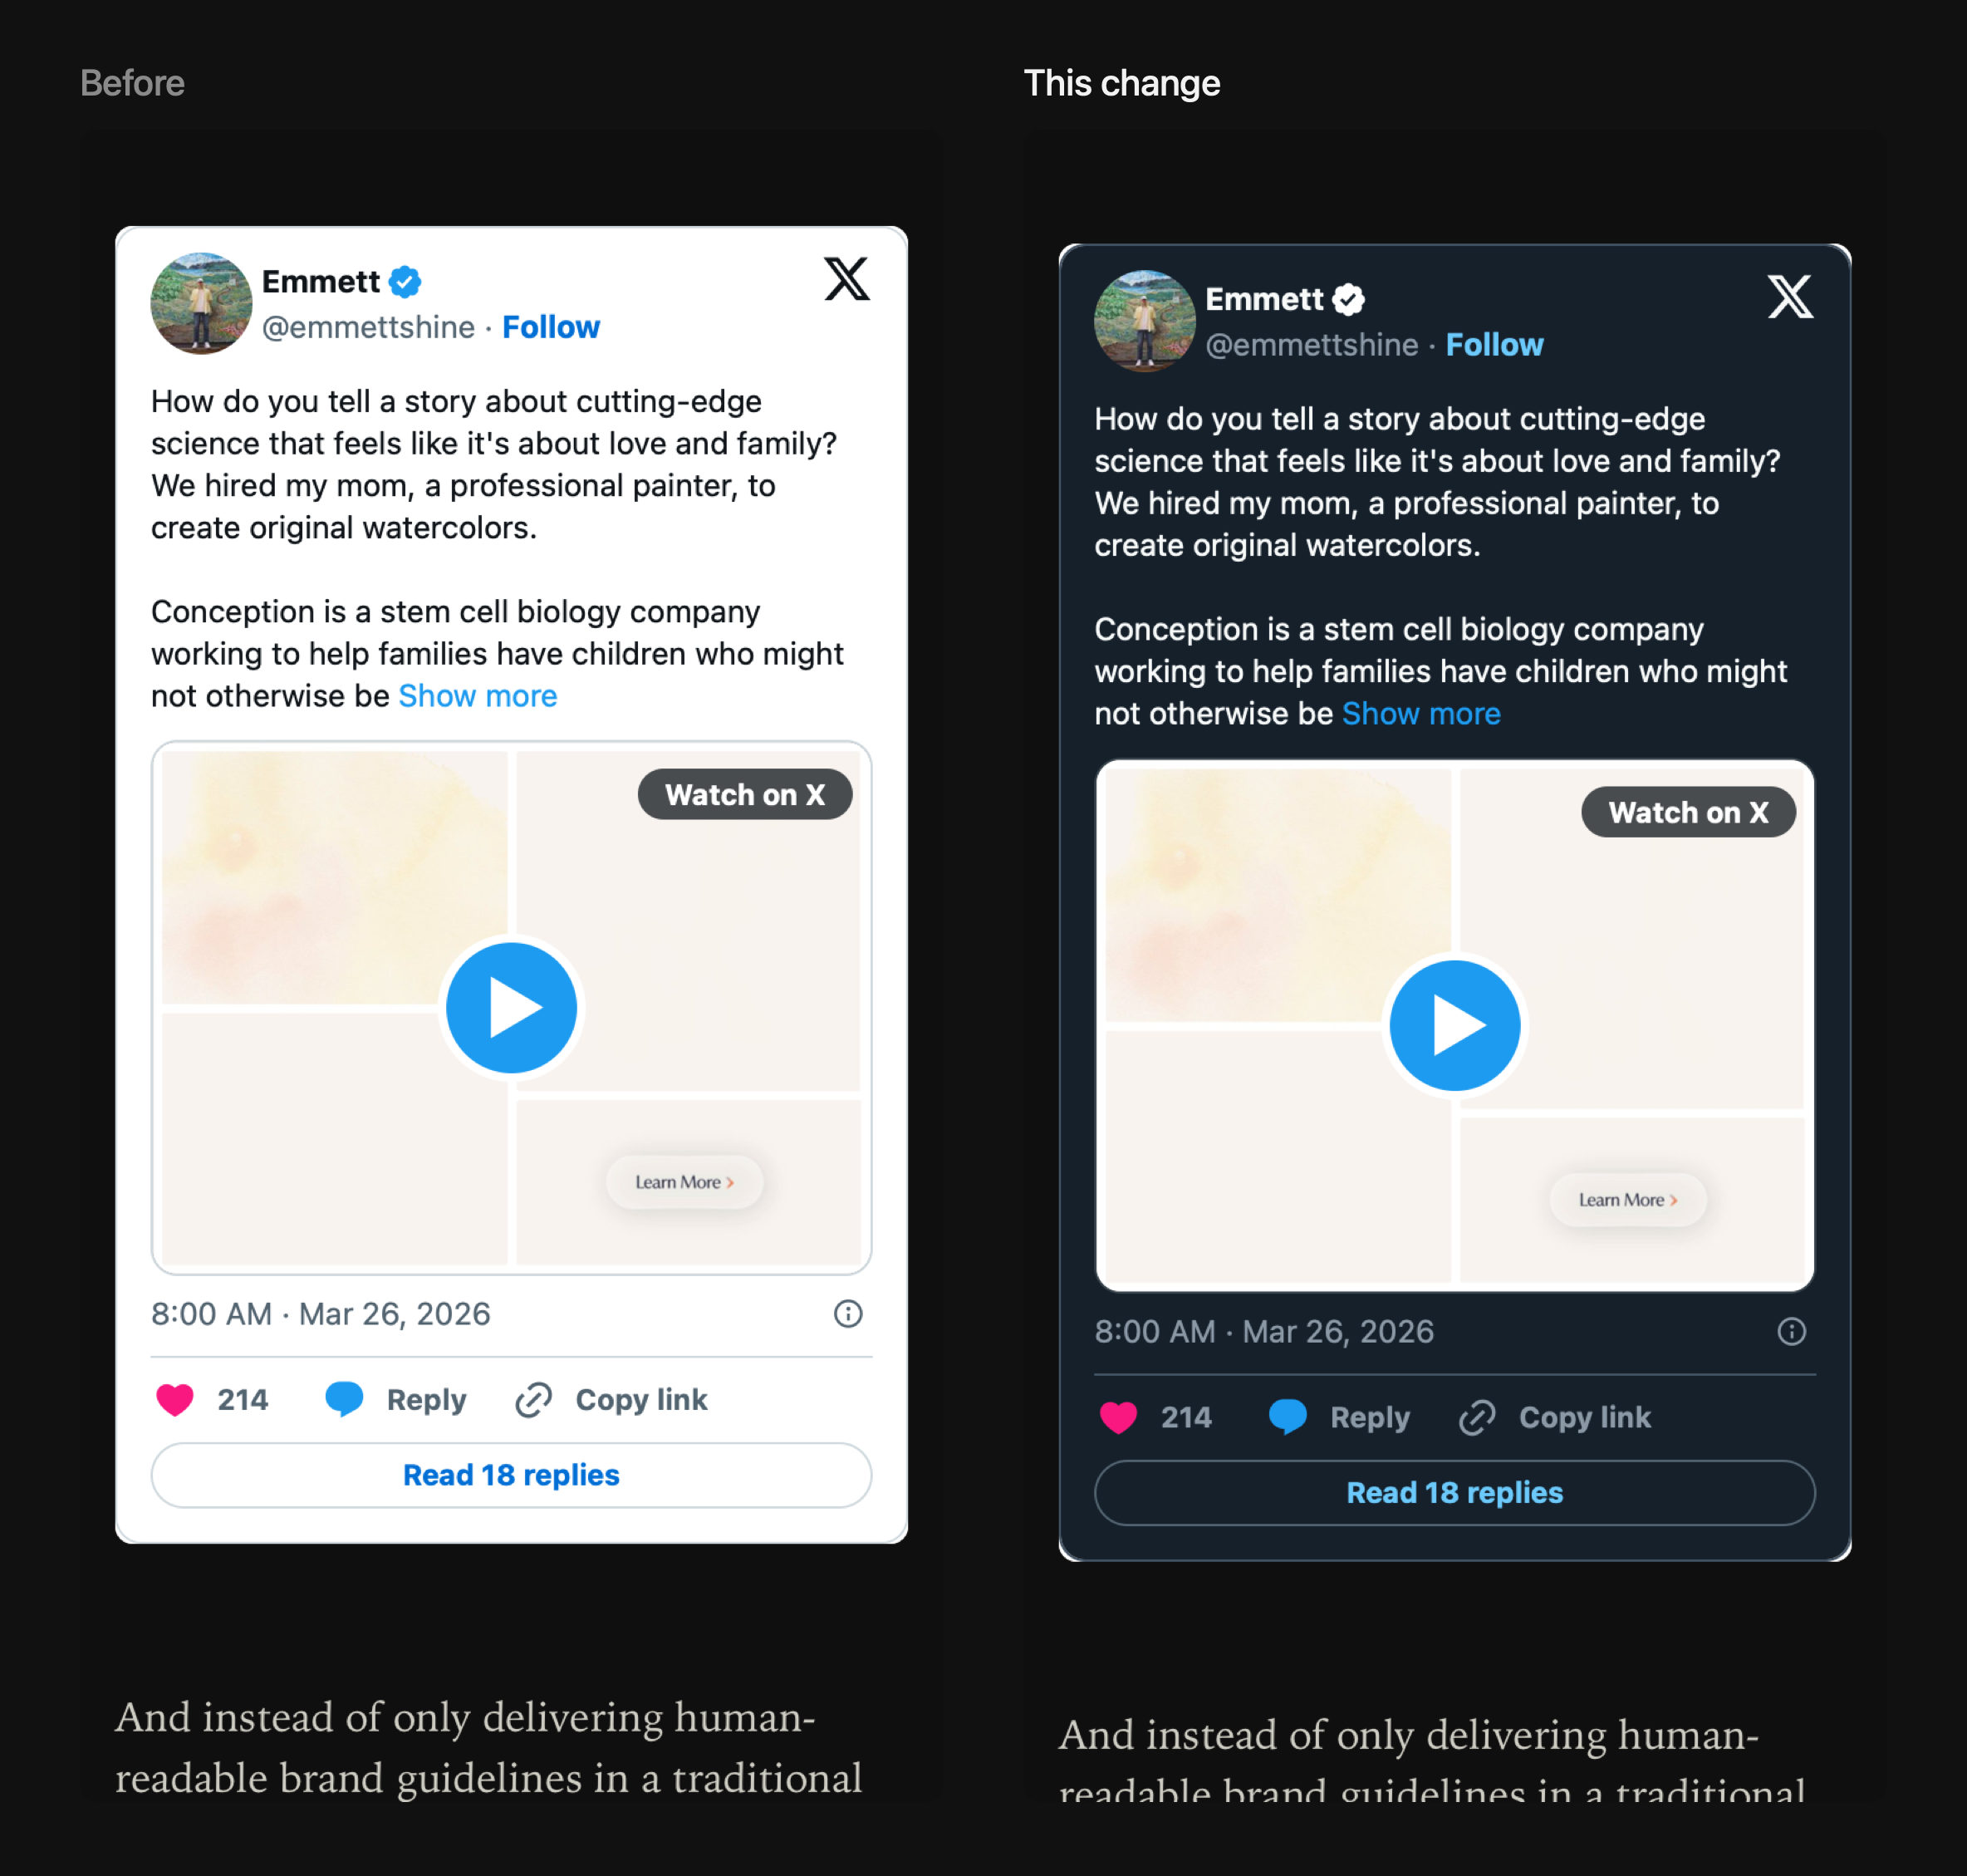 Before
Emmett
@emmettshine · Follow
How do you tell a story about cutting-edge
science that feels like it's about love and family?
We hired my mom, a professional painter, to
create original watercolors.
Conception is a stem cell biology company
working to help families have children who might
not otherwise be Show more
Watch on X
Learn More >
8:00 AM · Mar 26, 2026
214 Reply Copy link
Read 18 replies
And instead of only delivering human-
readable brand guidelines in a traditional
This change
Emmett
@emmettshine · Follow
How do you tell a story about cutting-edge
science that feels like it's about love and family?
We hired my mom, a professional painter, to
create original watercolors.
Conception is a stem cell biology company
working to help families have children who might
not otherwise be Show more
Watch on X
Learn More >
8:00 AM · Mar 26, 2026
214 Reply Copy link
Read 18 replies
And instead of only delivering human-
readable brand guidelines in a traditional